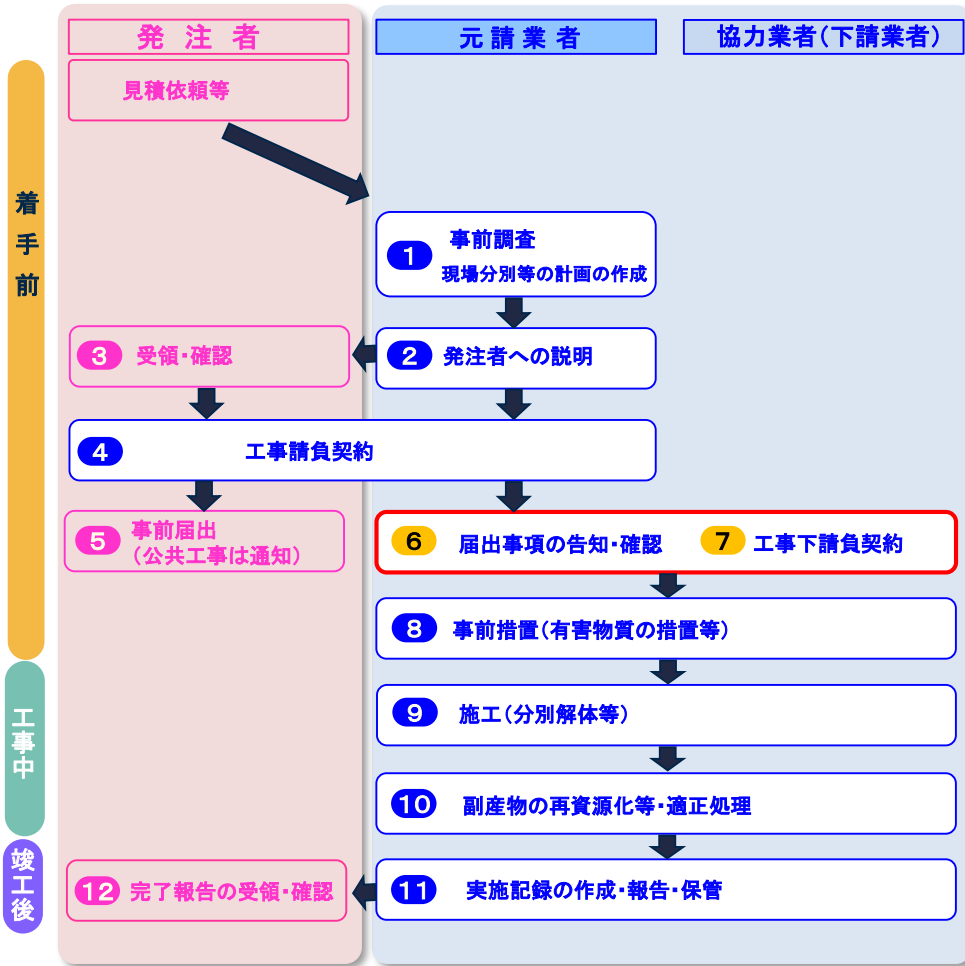 発 注 者
元 請 業 者
協力業者(下請業者)
着手前
見積依頼等
1 事前調査
現場分別等の計画の作成
3 受領・確認
2 発注者への説明
4 工事請負契約
5 事前届出
(公共工事は通知)
6 届出事項の告知・確認
7 工事下請負契約
8 事前措置(有害物質の措置等)
工事中
9 施工(分別解体等)
10 副産物の再資源化等・適正処理
竣工後
12 完了報告の受領・確認
11 実施記録の作成・報告・保管